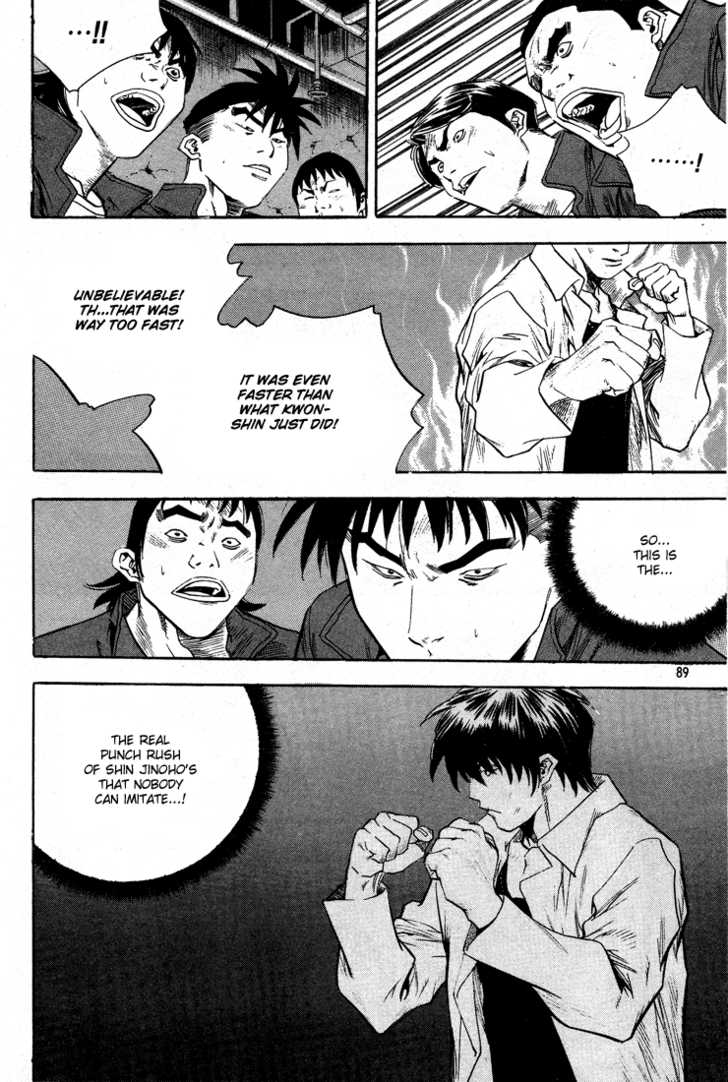 ...!!
......!
UNBELIEVABLE!
TH...THAT WAS
WAY TOO FAST!
IT WAS EVEN
FASTER THAN
WHAT KWON-
SHIN JUST DID!
SO...
THIS IS
THE...
89
THE REAL
PUNCH RUSH
OF SHIN JINOHO'S
THAT NOBODY
CAN IMITATE...!